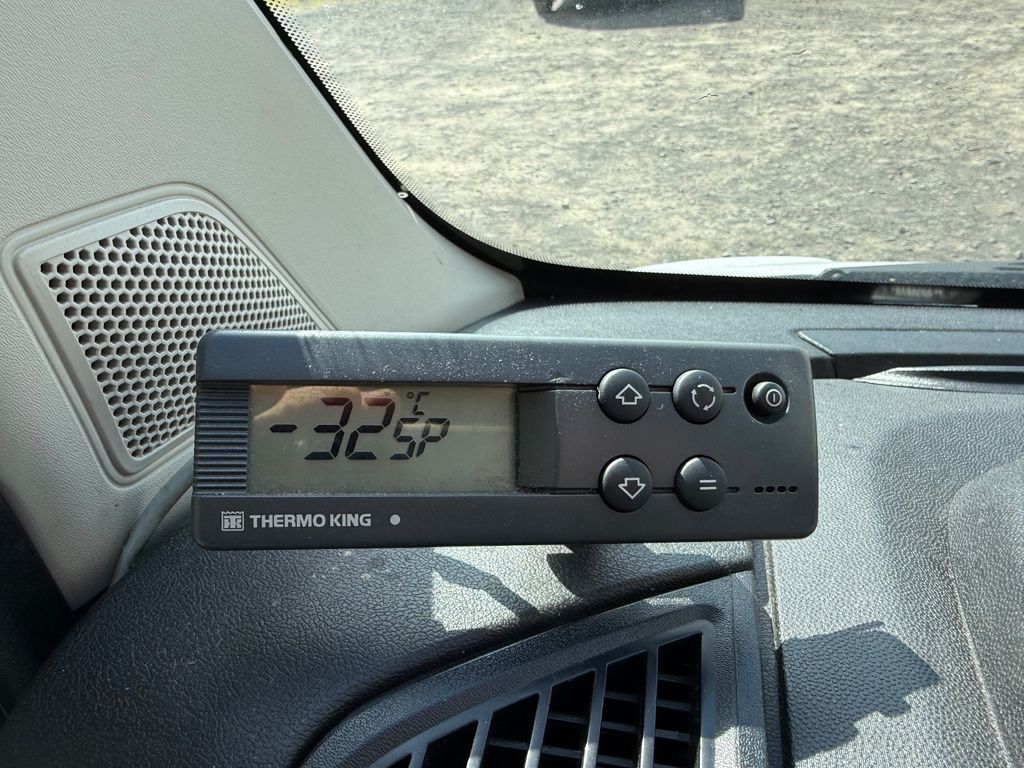 -32 °C SP
THERMO KING